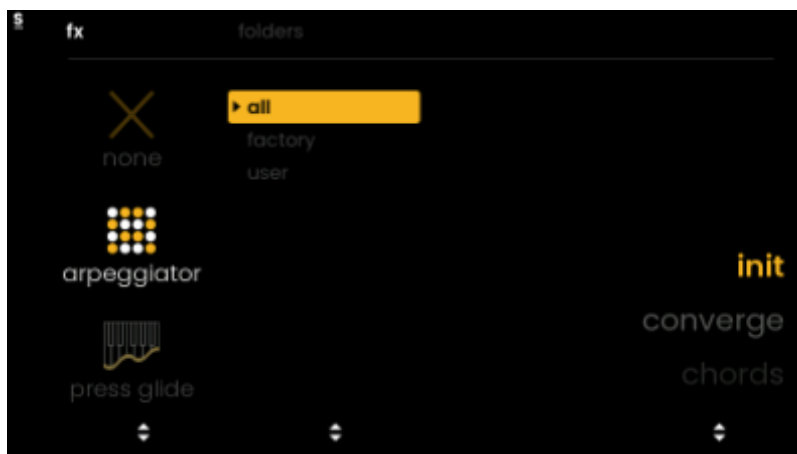 s
fx
folders
all
factory
user
none
arpeggiator
press glide
init
converge
chords